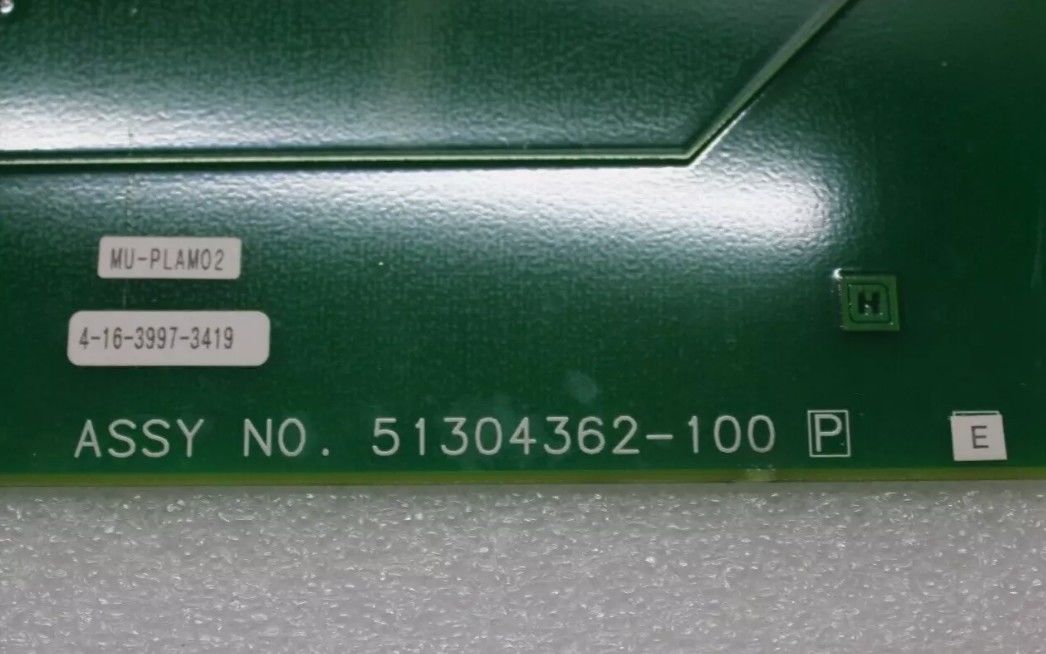 MU-PLAM02
4-16-3997-3419
H
ASSY NO. 51304362-100 P E